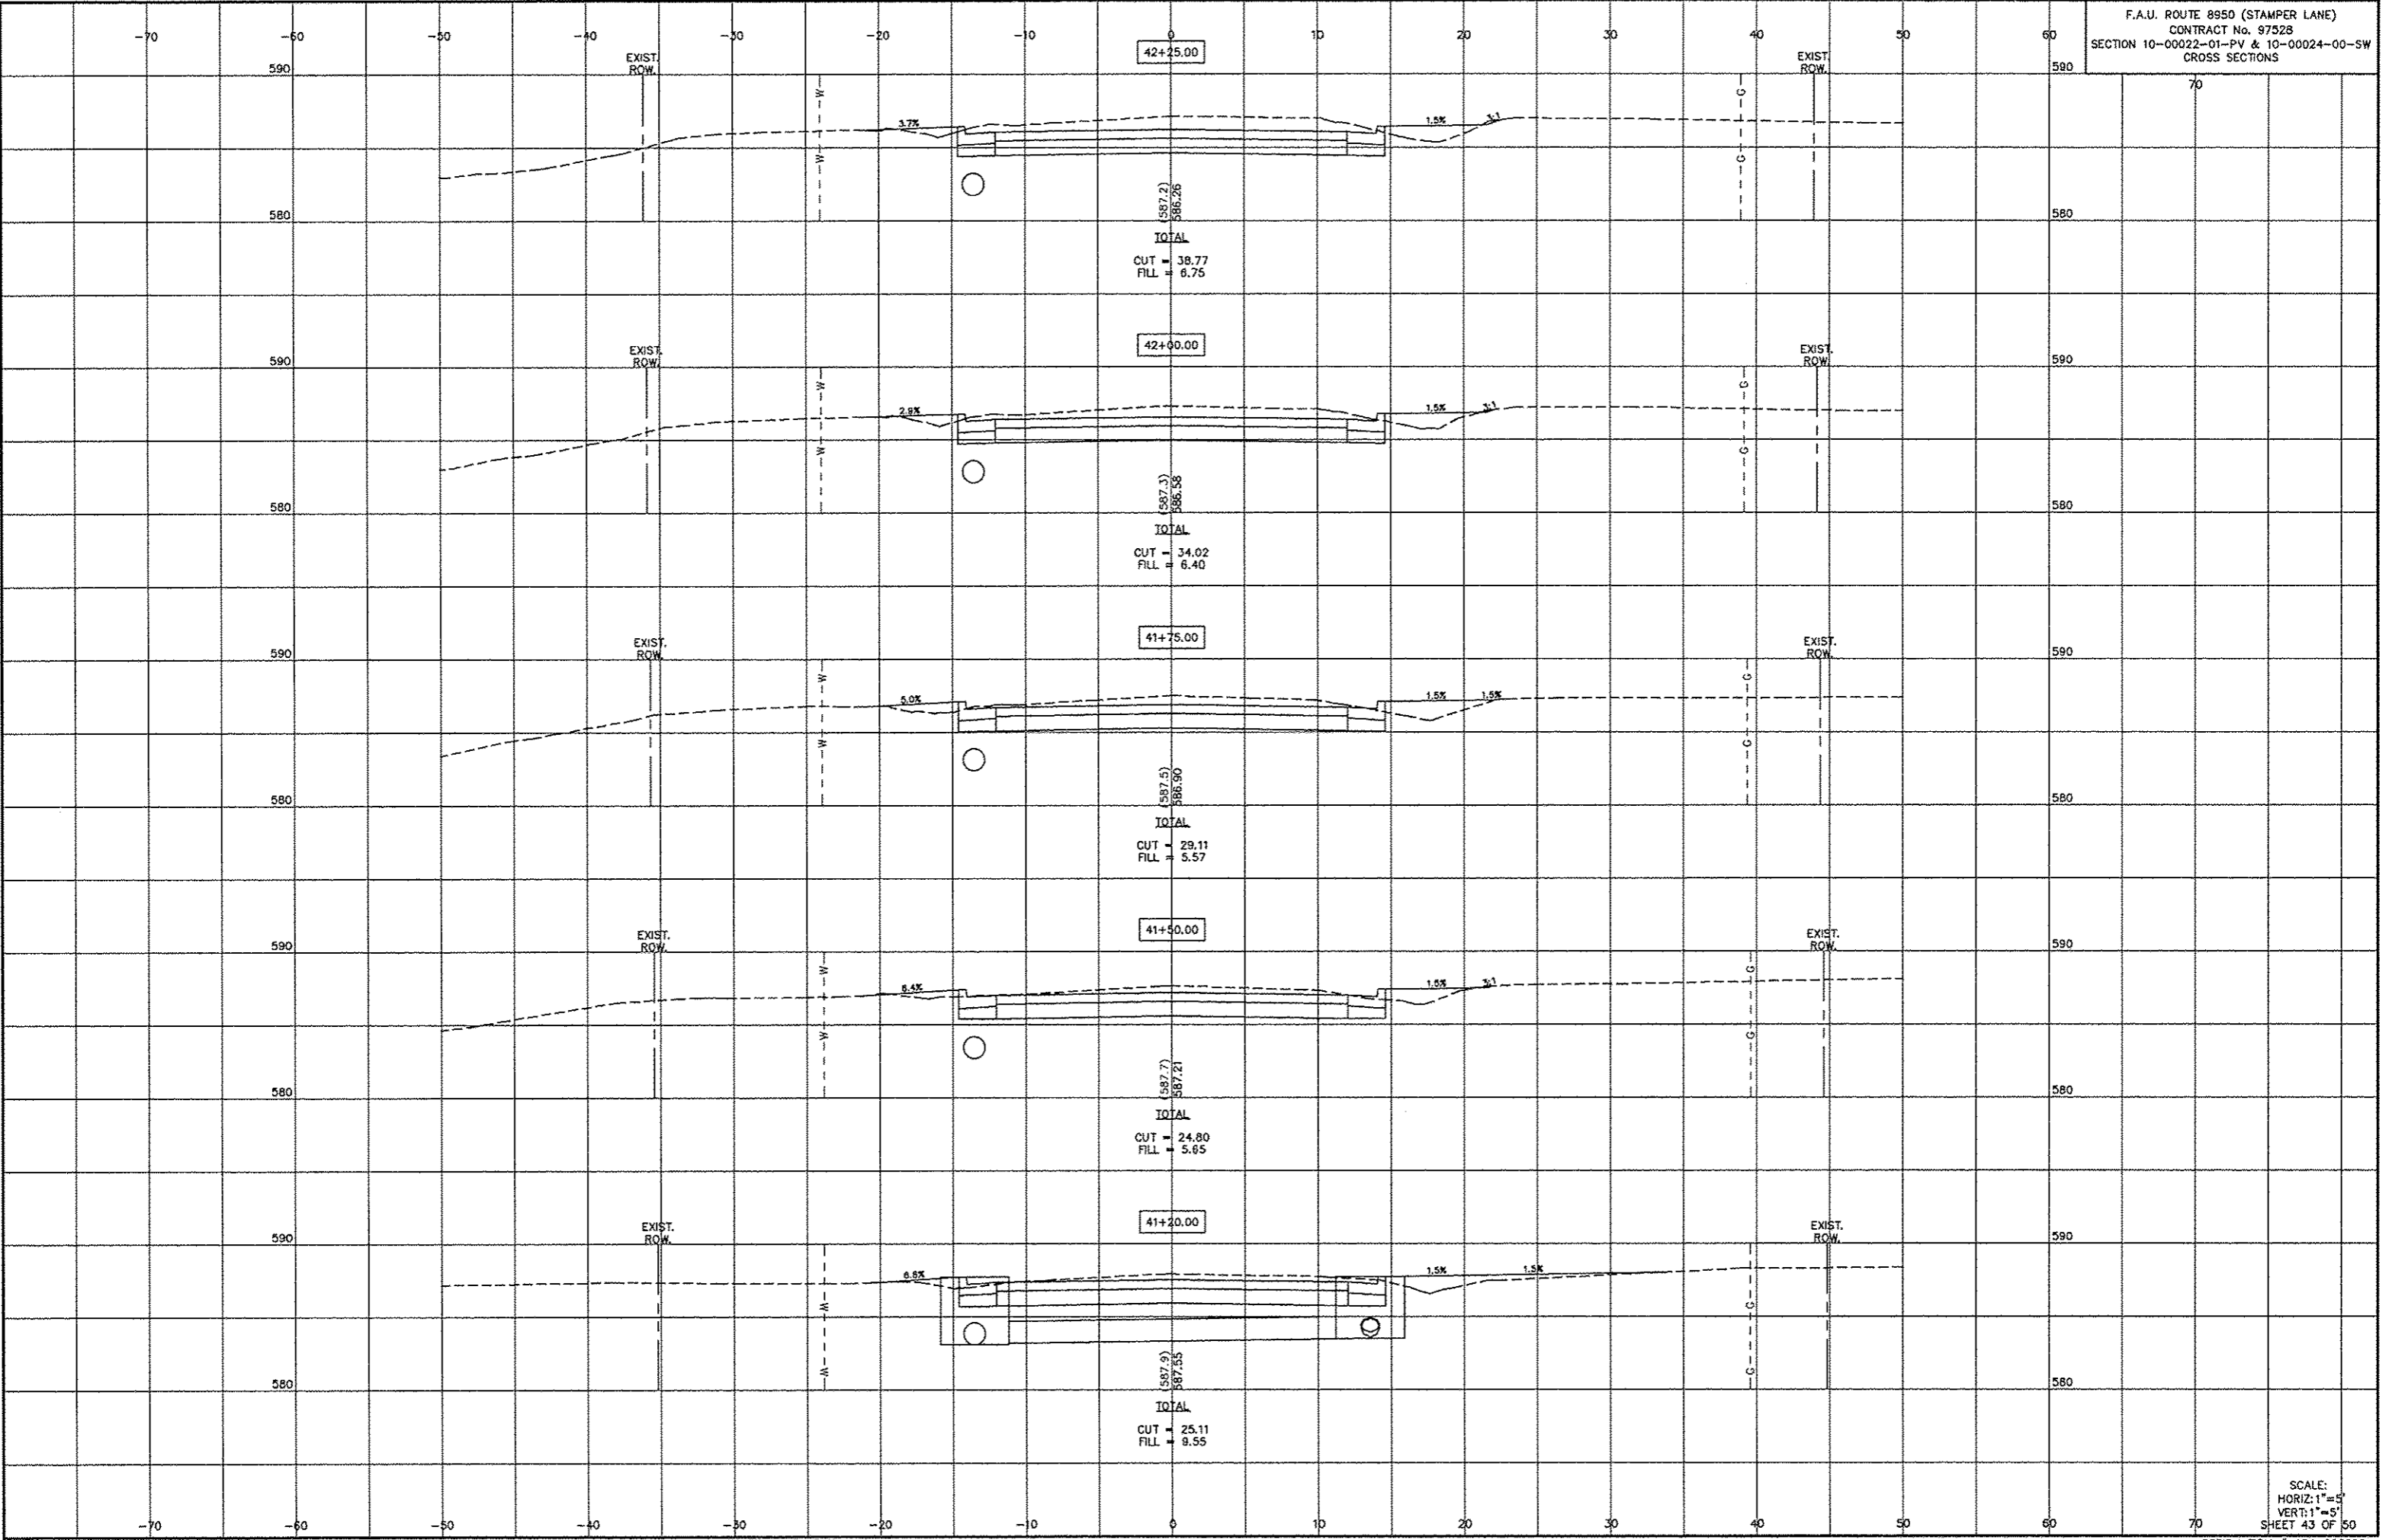 F.A.U. ROUTE 8950 (STAMPER LANE)
CONTRACT No. 97528
SECTION 10-00022-01-PV & 10-00024-00-SW
CROSS SECTIONS
-70 -60 -50 -40 -30 -20 -10 0 10 20 30 40 50 60 70
42+25.00
EXIST. ROW.
EXIST. ROW.
590 590
W G
3.7% 1.5% 3:1
W G
580 580
(587.2)
586.26
TOTAL
CUT = 38.77
FILL = 6.75
42+00.00
EXIST. ROW.
EXIST. ROW.
590 590
W G
2.9% 1.5% 3:1
W G
580 580
(587.3)
586.58
TOTAL
CUT = 34.02
FILL = 6.40
41+75.00
EXIST. ROW.
EXIST. ROW.
590 590
W G
5.0% 1.5% 1.5%
W G
580 580
(587.5)
586.90
TOTAL
CUT = 29.11
FILL = 5.57
41+50.00
EXIST. ROW.
EXIST. ROW.
590 590
W G
6.4% 1.5% 3:1
W G
580 580
(587.7)
587.21
TOTAL
CUT = 24.80
FILL = 5.65
41+20.00
EXIST. ROW.
EXIST. ROW.
590 590
6.6% 1.5% 1.5%
W G
W G
580 580
(587.9)
587.55
TOTAL
CUT = 25.11
FILL = 9.55
-70 -60 -50 -40 -30 -20 -10 0 10 20 30 40 50 60 70
SCALE:
HORIZ:1"=5'
VERT:1"=5'
SHEET 43 OF 50